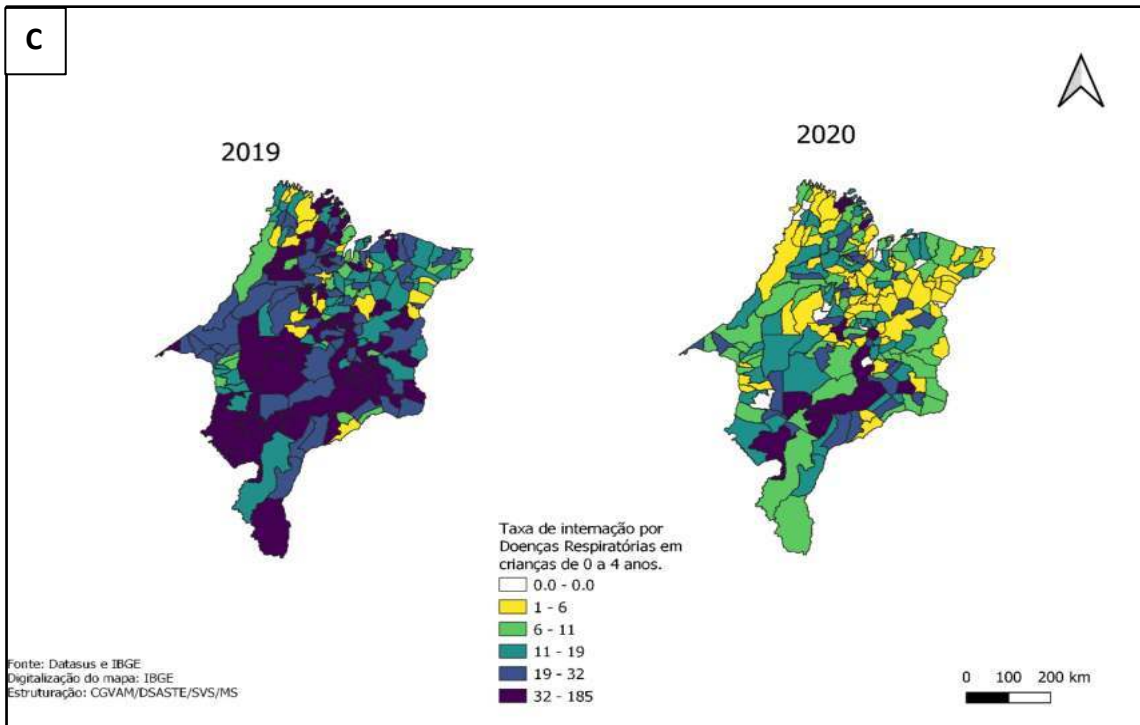 C
2019
2020
Taxa de internação por
Doenças Respiratórias em
crianças de 0 a 4 anos.
0.0 - 0.0
1 - 6
6 - 11
11 - 19
19 - 32
32 - 185
Fonte: Datasus e IBGE
Digitalização do mapa: IBGE
Estruturação: CGVAM/DSASTE/SVS/MS
0 100 200 km